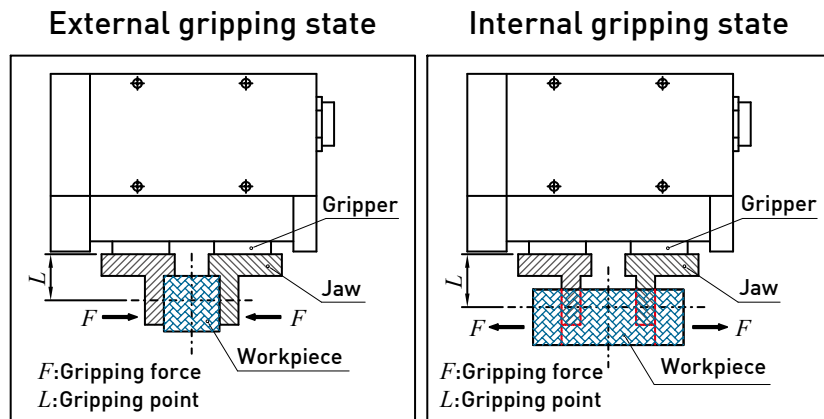 External gripping state
Gripper
L
Jaw
F
F
Workpiece
F:Gripping force
L:Gripping point
Internal gripping state
Gripper
L
Jaw
F
F
Workpiece
F:Gripping force
L:Gripping point